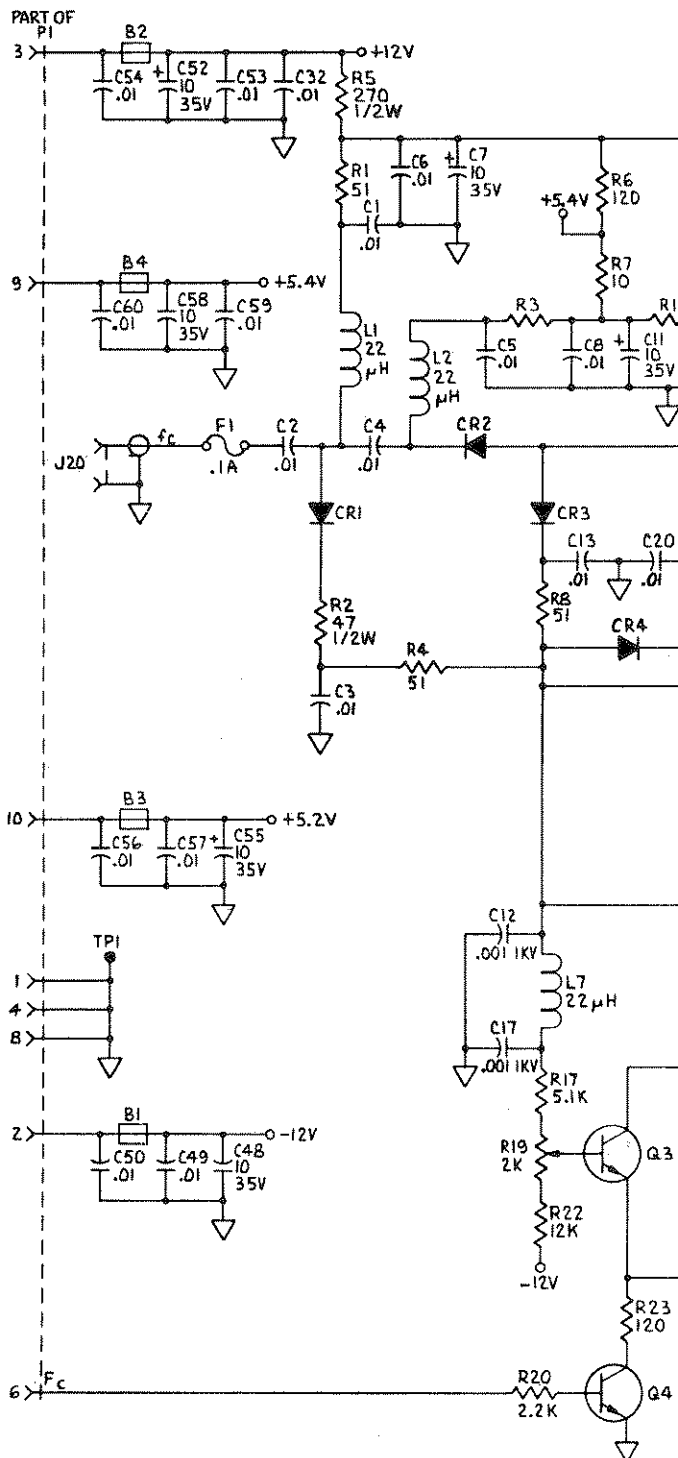 PART OF
P1
3
B2
+12V
C54
.01
+
C52
10
35V
C53
.01
C32
.01
R5
270
1/2W
R1
51
C6
.01
+
C7
10
35V
C1
.01
R6
120
+5.4V
R7
10
9
B4
+5.4V
C60
.01
C58
10
35V
C59
.01
L1
22
μH
L2
22
μH
R3
R1
C5
.01
C8
.01
+
C11
10
35V
J20
fc
F1
.1A
C2
.01
C4
.01
CR2
CR1
CR3
C13
.01
C20
.01
R2
47
1/2W
R8
51
CR4
R4
51
C3
.01
10
B3
+5.2V
C56
.01
C57
.01
+
C55
10
35V
TP1
1
4
8
C12
.001 1KV
L7
22μH
C17
.001 1KV
R17
5.1K
2
B1
-12V
C50
.01
C49
.01
C48
10
35V
R19
2K
Q3
R22
12K
-12V
R23
120
6
Fc
R20
2.2K
Q4